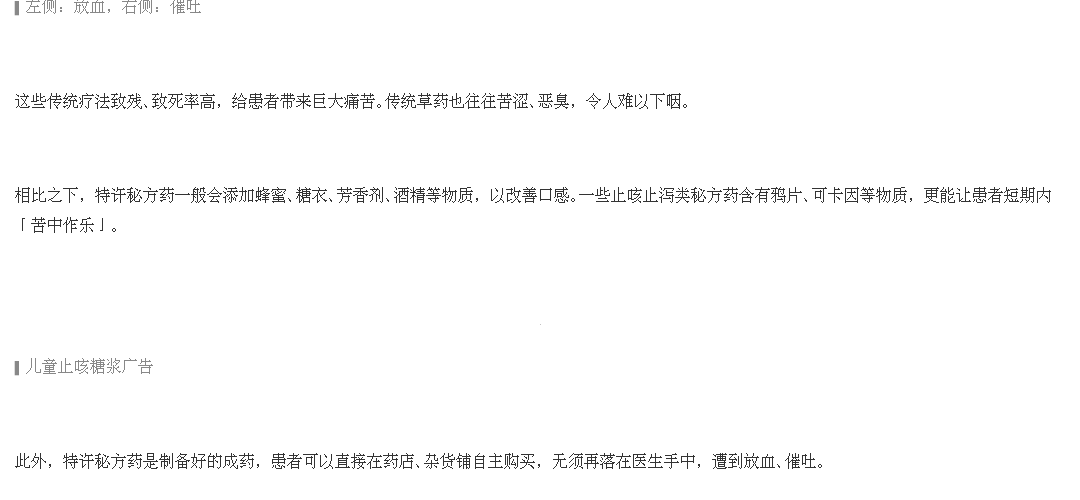 ▌左侧：放血，右侧：催吐
这些传统疗法致残、致死率高，给患者带来巨大痛苦。传统草药也往往苦涩、恶臭，令人难以下咽。
相比之下，特许秘方药一般会添加蜂蜜、糖衣、芳香剂、酒精等物质，以改善口感。一些止咳止泻类秘方药含有鸦片、可卡因等物质，更能让患者短期内
「苦中作乐」。
▌儿童止咳糖浆广告
此外，特许秘方药是制备好的成药，患者可以直接在药店、杂货铺自主购买，无须再落在医生手中，遭到放血、催吐。